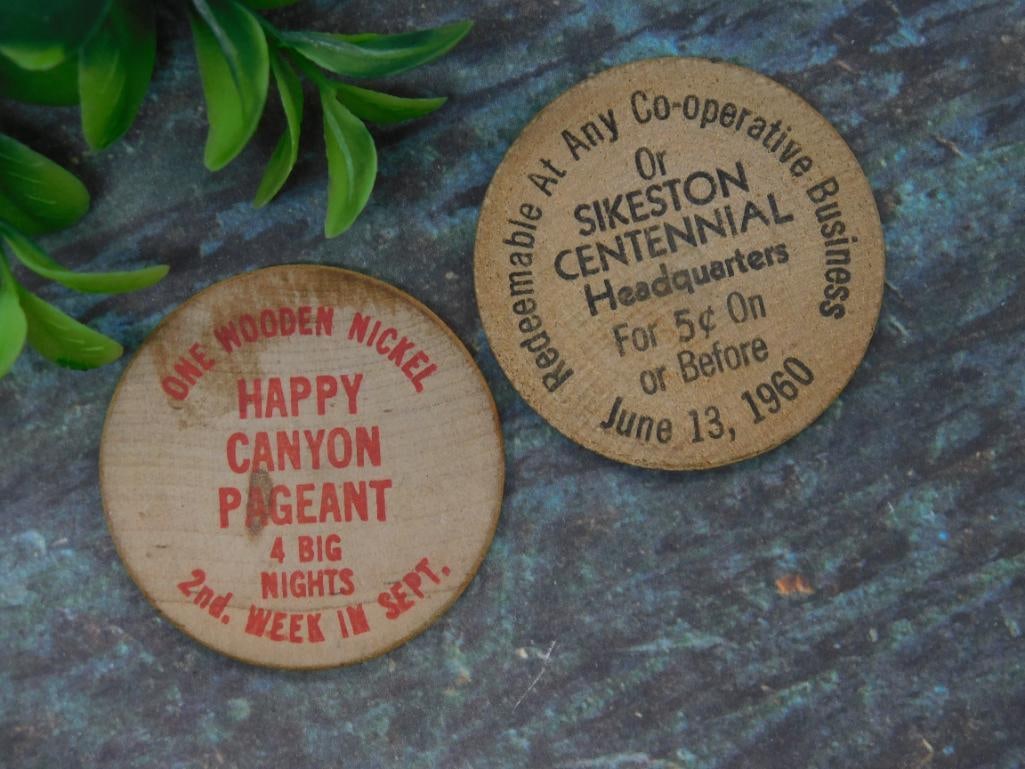 ONE WOODEN NICKEL
HAPPY
CANYON
PAGEANT
4 BIG
NIGHTS
2nd. WEEK IN SEPT.
Redeemable At Any Co-operative Business
Or
SIKESTON
CENTENNIAL
Headquarters
For 5¢ On
or Before
June 13, 1960